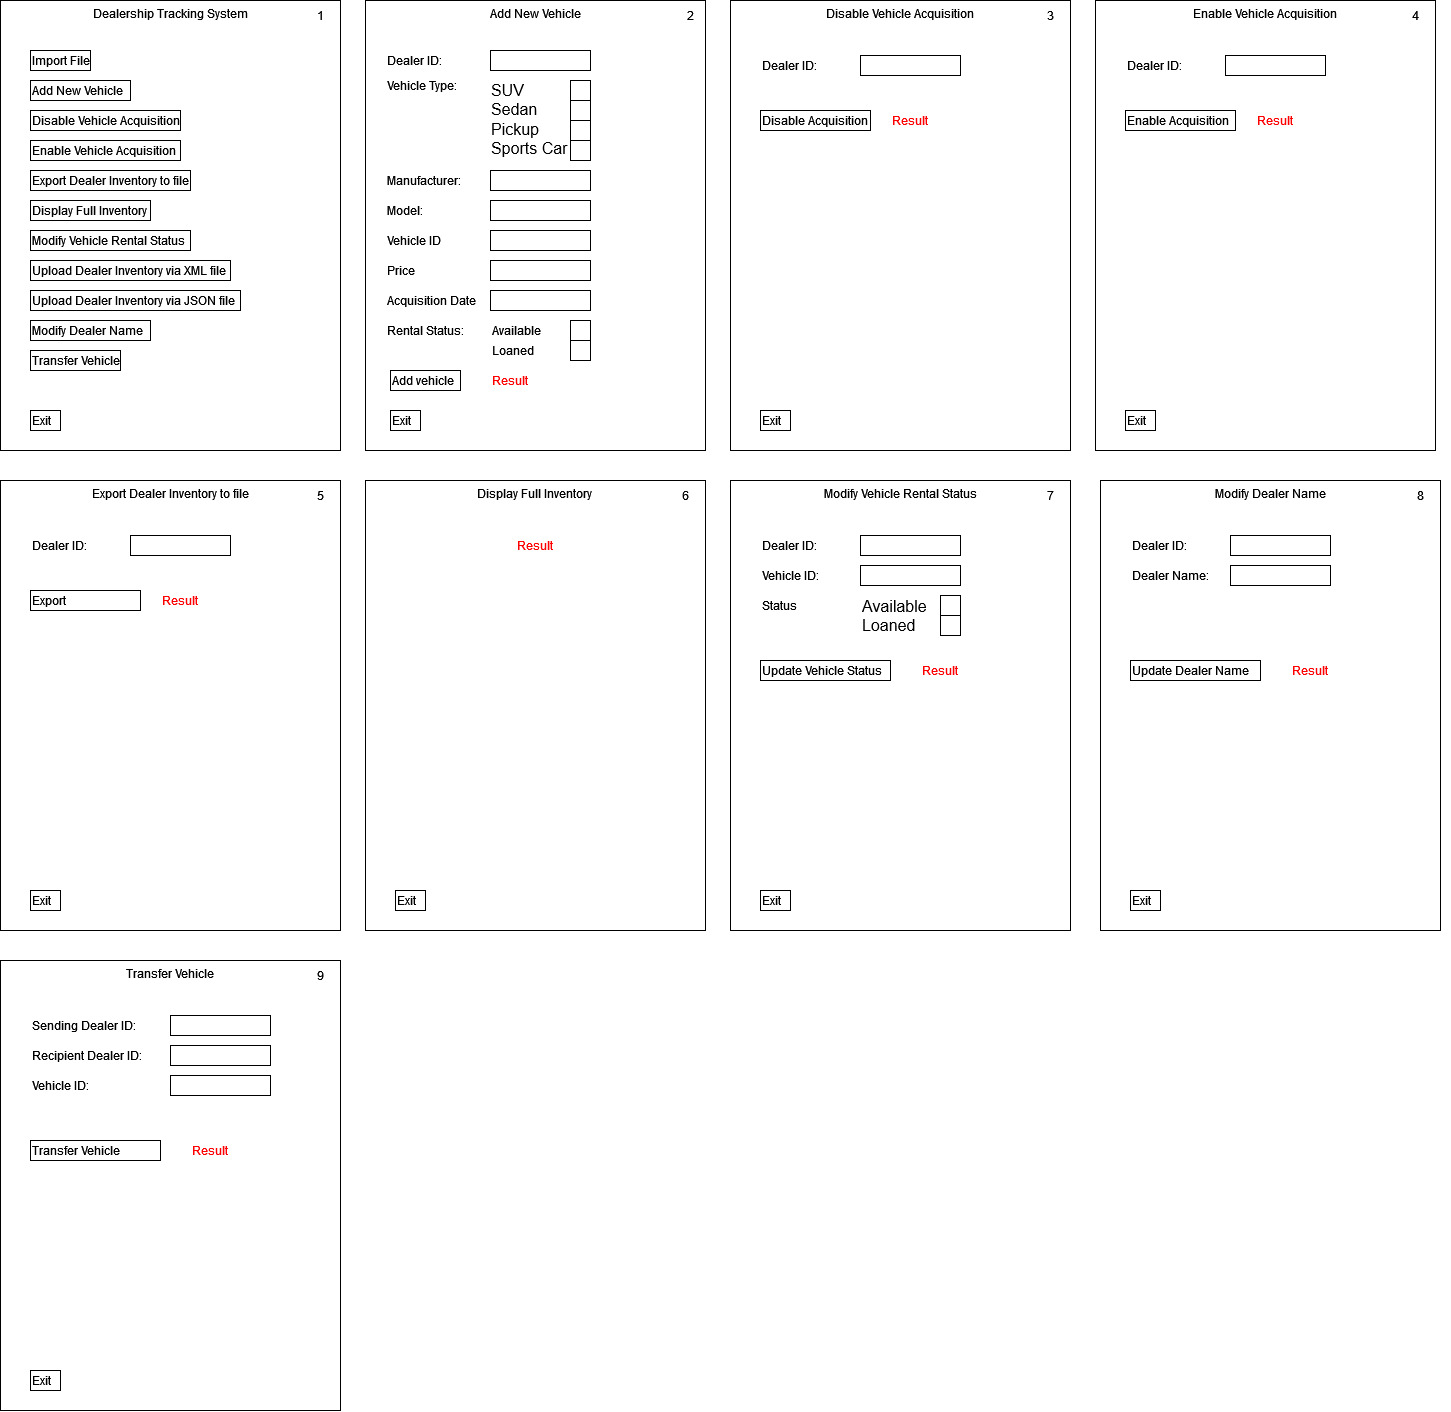 Dealership Tracking System 1
Import File
Add New Vehicle
Disable Vehicle Acquisition
Enable Vehicle Acquisition
Export Dealer Inventory to file
Display Full Inventory
Modify Vehicle Rental Status
Upload Dealer Inventory via XML file
Upload Dealer Inventory via JSON file
Modify Dealer Name
Transfer Vehicle
Exit
Add New Vehicle 2
Dealer ID:
Vehicle Type: SUV
Sedan
Pickup
Sports Car
Manufacturer:
Model:
Vehicle ID
Price
Acquisition Date
Rental Status: Available
Loaned
Add vehicle Result
Exit
Disable Vehicle Acquisition 3
Dealer ID:
Disable Acquisition Result
Exit
Enable Vehicle Acquisition 4
Dealer ID:
Enable Acquisition Result
Exit
Export Dealer Inventory to file 5
Dealer ID:
Export Result
Exit
Display Full Inventory 6
Result
Exit
Modify Vehicle Rental Status 7
Dealer ID:
Vehicle ID:
Status Available
Loaned
Update Vehicle Status Result
Exit
Modify Dealer Name 8
Dealer ID:
Dealer Name:
Update Dealer Name Result
Exit
Transfer Vehicle 9
Sending Dealer ID:
Recipient Dealer ID:
Vehicle ID:
Transfer Vehicle Result
Exit